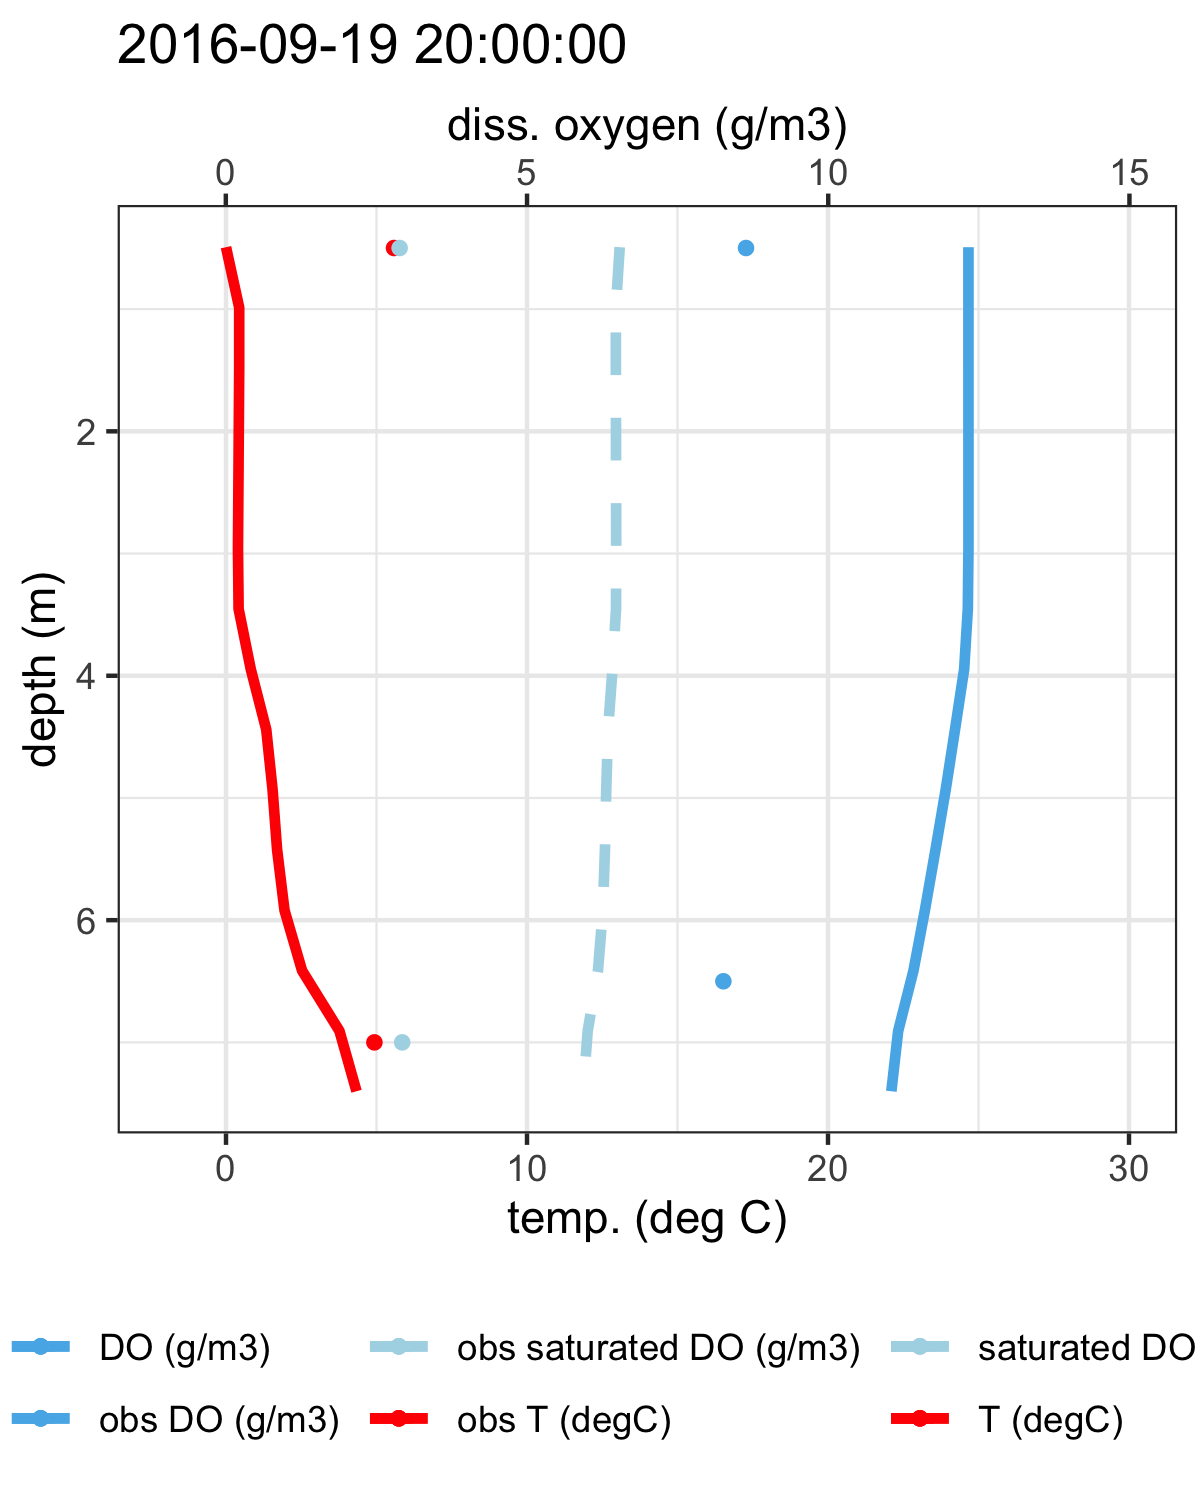 2016-09-19 20:00:00
diss. oxygen (g/m3)
0 5 10 15
depth (m)
2
4
6
0 10 20 30
temp. (deg C)
DO (g/m3) obs saturated DO (g/m3) saturated DO
obs DO (g/m3) obs T (degC) T (degC)